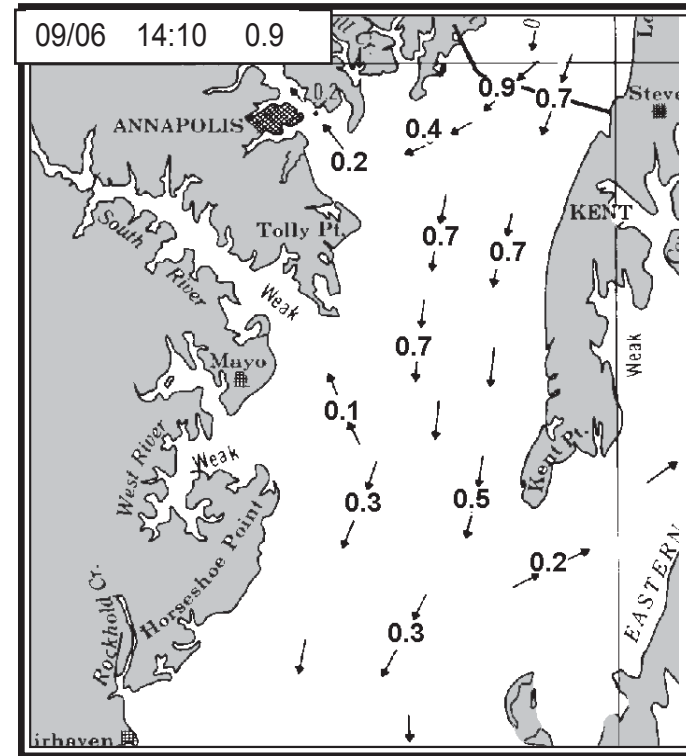 09/06 14:10 0.9
0.2
0.9
0.7
Steve
ANNAPOLIS
0.4
0.2
KENT
Tolly Pt.
0.7
0.7
South River
Weak
0.7
Weak
Mayo
0.1
Kent Pt.
West River
Weak
0.3
0.5
Horseshoe Point
0.2
Rockhold Cr.
EASTERN
0.3
irhaven